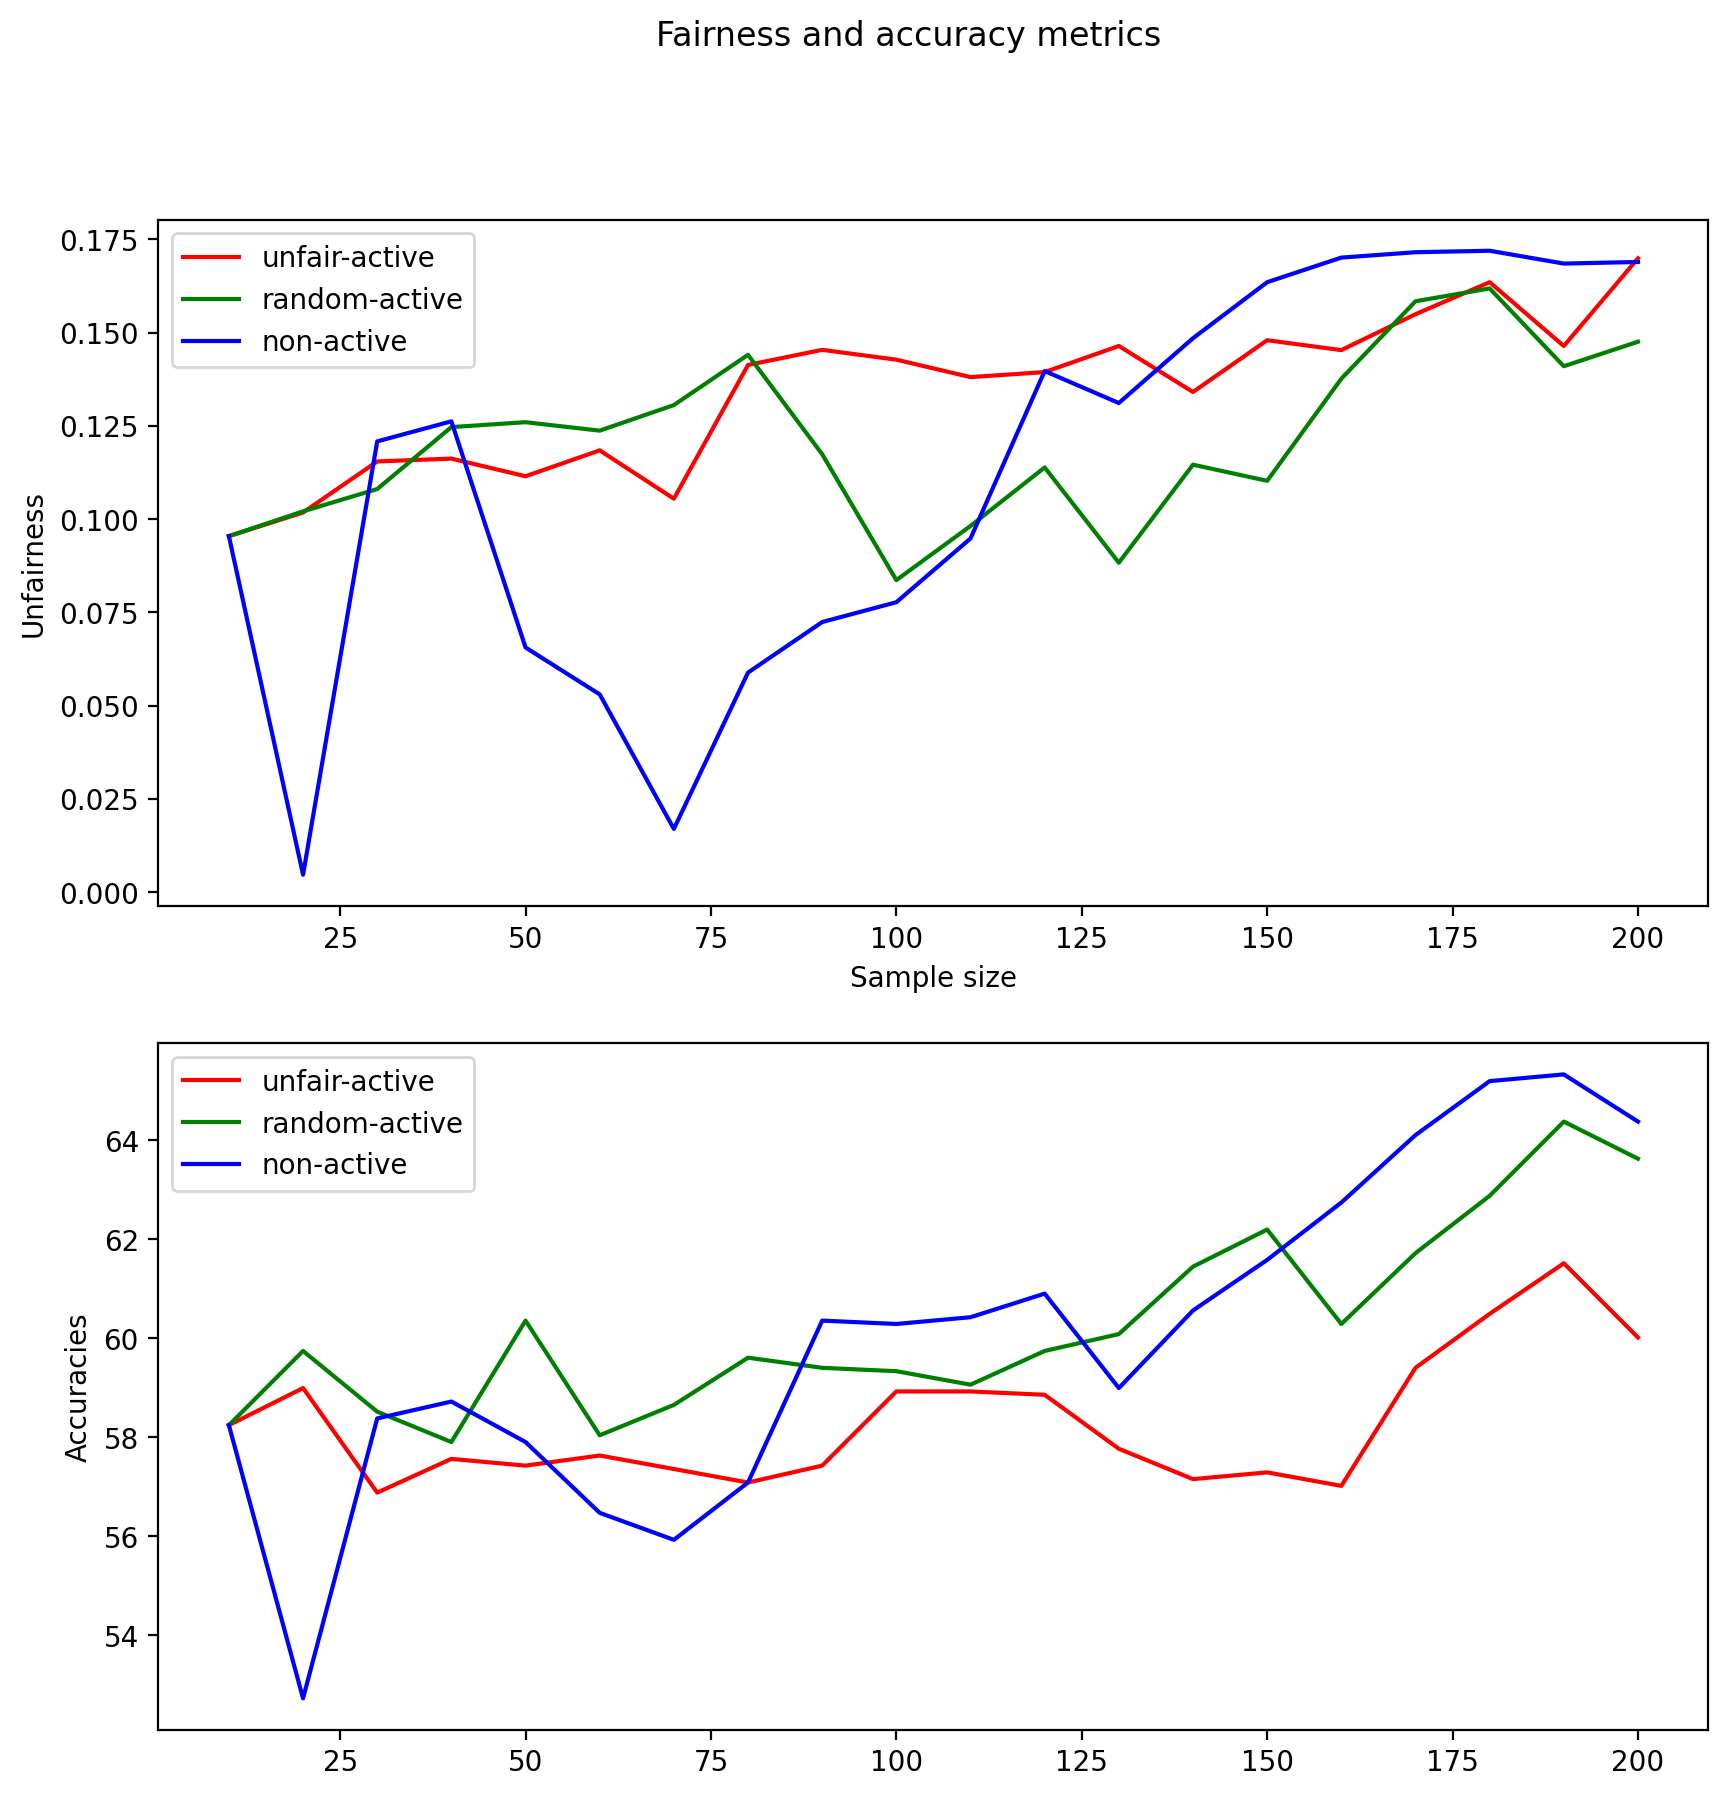 Fairness and accuracy metrics
unfair-active
random-active
non-active
0.175
0.150
0.125
0.100
0.075
0.050
0.025
0.000
Unfairness
25 50 75 100 125 150 175 200
Sample size
unfair-active
random-active
non-active
64
62
60
58
56
54
Accuracies
25 50 75 100 125 150 175 200